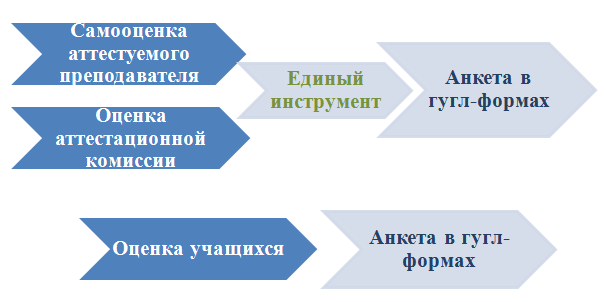 Самооценка
аттестуемого
преподавателя
Оценка
аттестационной
комиссии
Единый
инструмент
Анкета в
гугл-формах
Оценка учащихся
Анкета в гугл-
формах